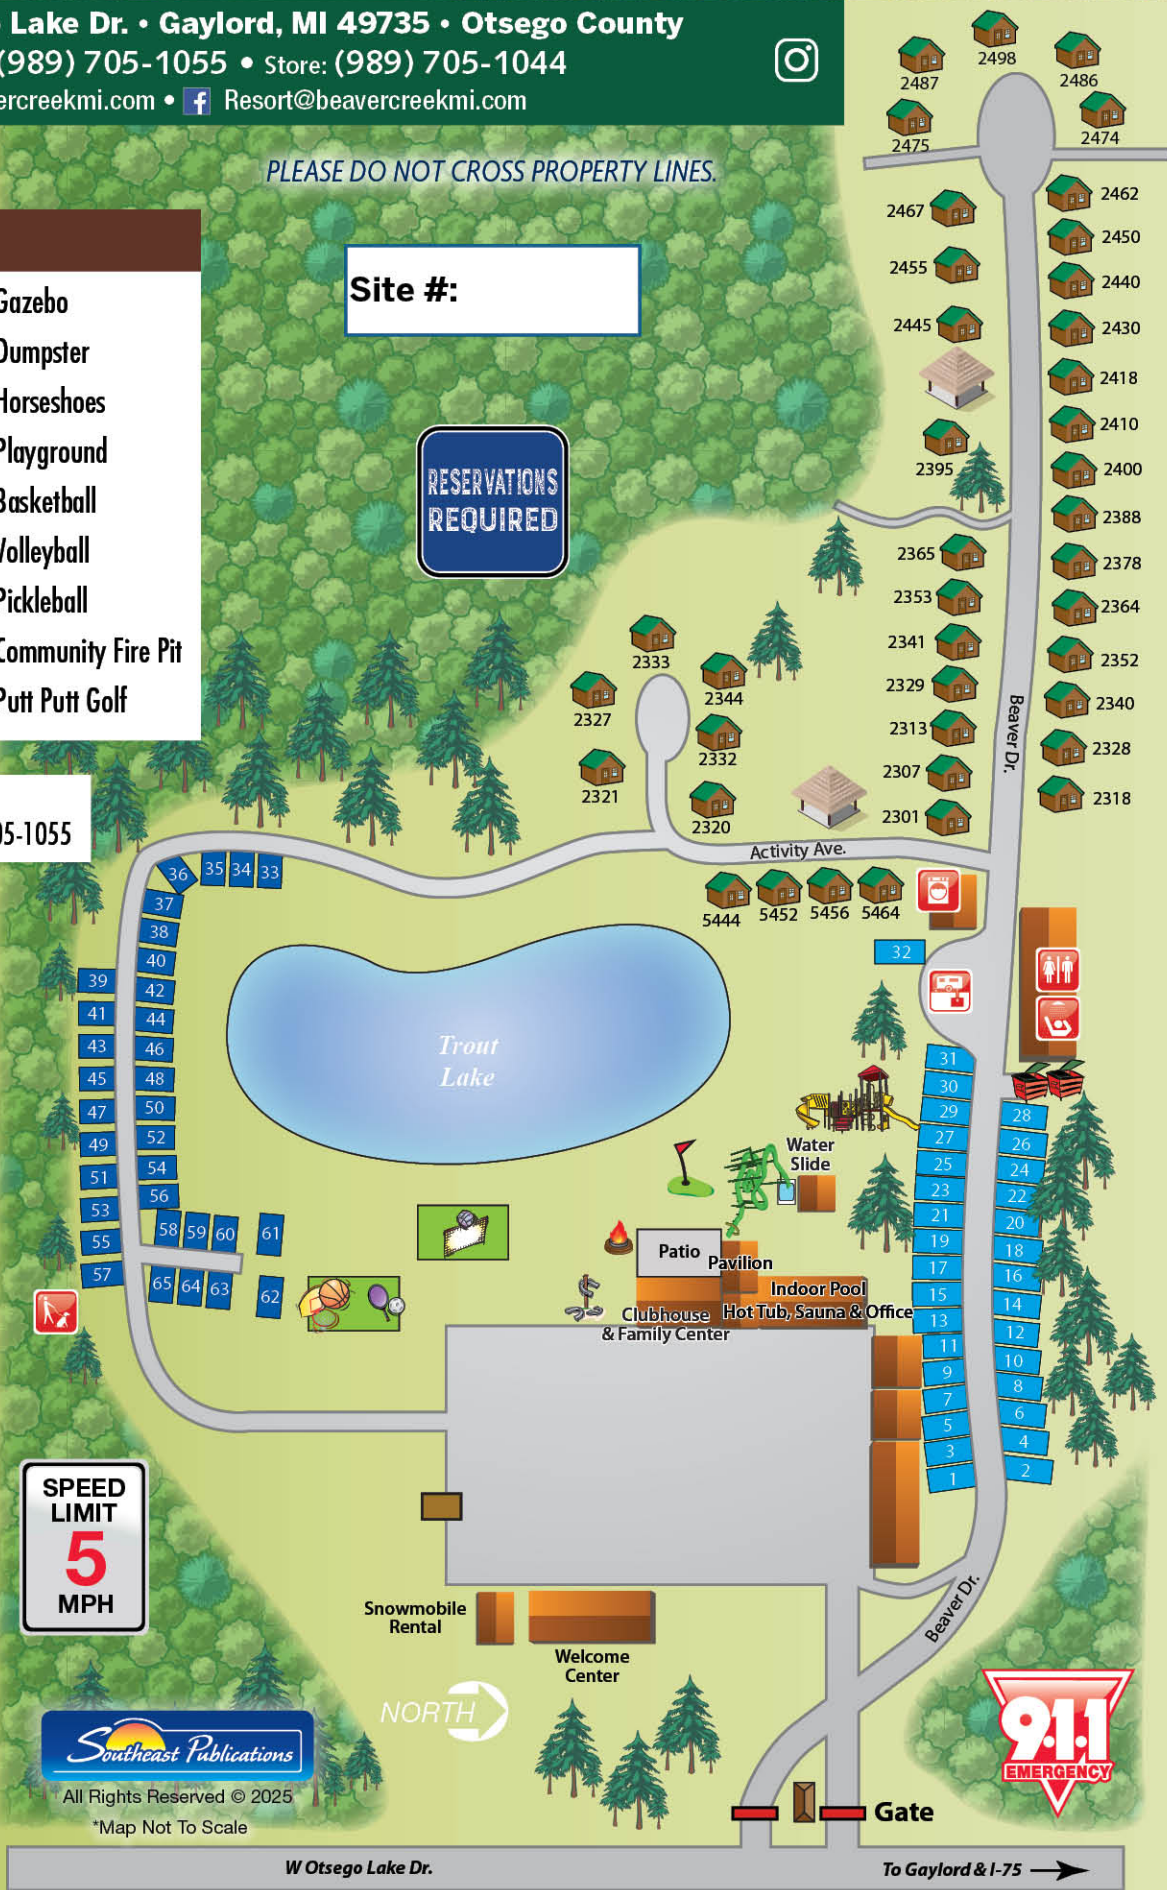 Lake Dr. • Gaylord, MI 49735 • Otsego County
(989) 705-1055 • Store: (989) 705-1044
ercreekmi.com • f Resort@beavercreekmi.com
PLEASE DO NOT CROSS PROPERTY LINES.
Site #:
Gazebo
Dumpster
Horseshoes
Playground
Basketball
Volleyball
Pickleball
Community Fire Pit
Putt Putt Golf
05-1055
RESERVATIONS
REQUIRED
2498
2487
2486
2475
2474
2467
2462
2450
2455
2440
2445
2430
2418
2410
2395
2400
2388
2365
2378
2353
2364
2341
2352
2329
2340
2313
2328
2307
2318
2301
Beaver Dr.
2333
2344
2327
2332
2321
2320
Activity Ave.
5444
5452
5456
5464
36
35
34
33
37
38
40
39
42
41
44
43
46
45
48
47
50
49
52
51
54
53
56
55
58
59
60
61
57
65
64
63
62
Trout
Lake
32
31
30
29
28
27
26
25
24
23
22
21
20
19
18
17
16
15
14
13
12
11
10
9
8
7
6
5
4
3
2
1
Water
Slide
Patio
Pavilion
Indoor Pool
Hot Tub, Sauna & Office
Clubhouse
& Family Center
SPEED
LIMIT
5
MPH
Snowmobile
Rental
Welcome
Center
Beaver Dr.
NORTH
Southeast Publications
All Rights Reserved © 2025
*Map Not To Scale
911
EMERGENCY
Gate
W Otsego Lake Dr.
To Gaylord & I-75